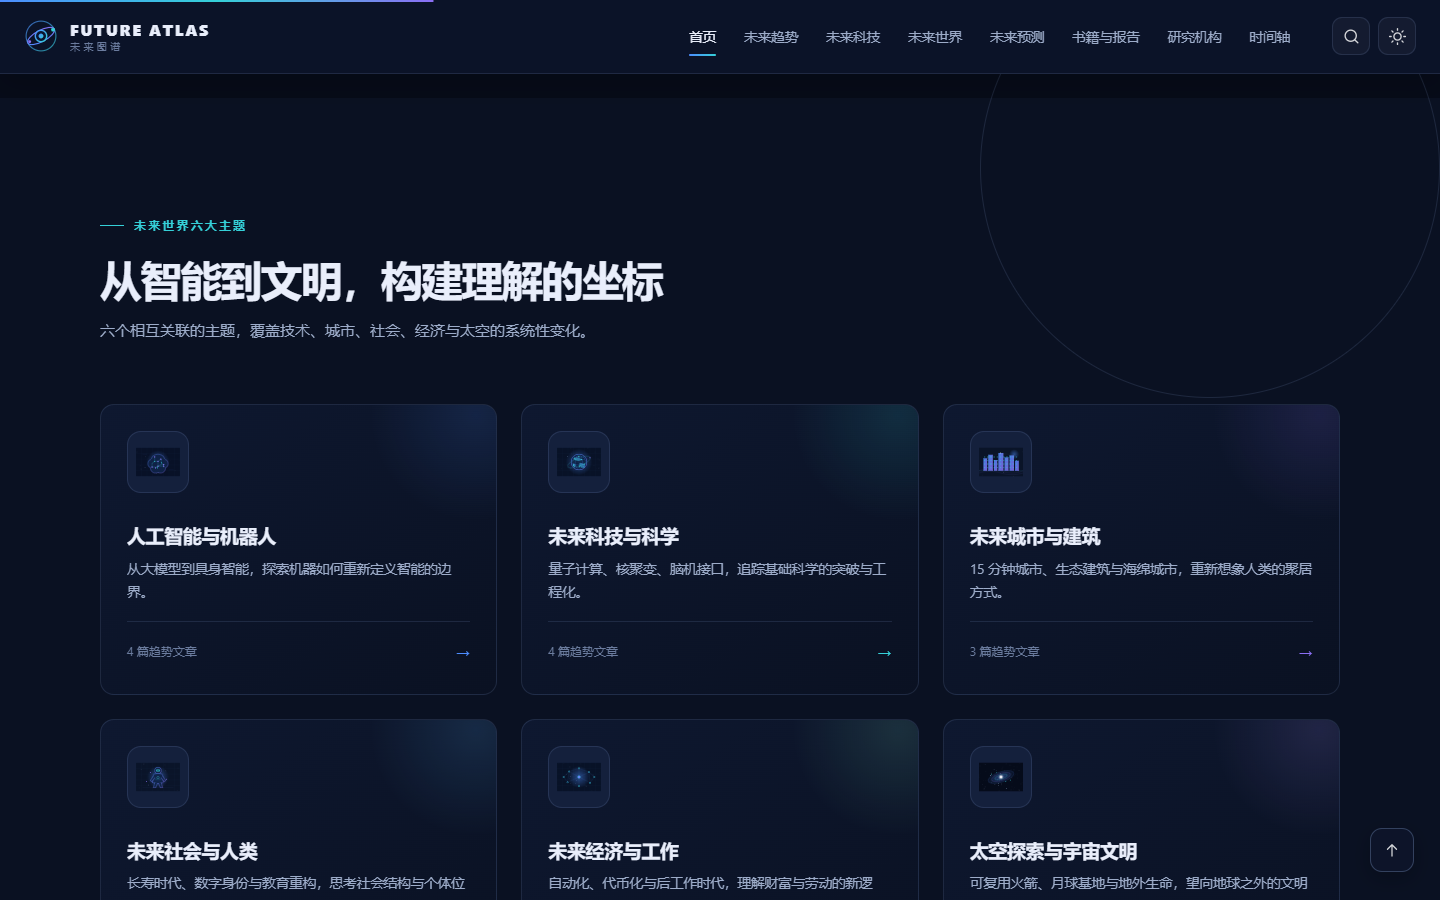 FUTURE ATLAS
未来图谱
首页 未来趋势 未来科技 未来世界 未来预测 书籍与报告 研究机构 时间轴
未来世界六大主题
从智能到文明，构建理解的坐标
六个相互关联的主题，覆盖技术、城市、社会、经济与太空的系统性变化。
人工智能与机器人
从大模型到具身智能，探索机器如何重新定义智能的边
界。
4 篇趋势文章 →
未来科技与科学
量子计算、核聚变、脑机接口，追踪基础科学的突破与工
程化。
4 篇趋势文章 →
未来城市与建筑
15 分钟城市、生态建筑与海绵城市，重新想象人类的聚居
方式。
3 篇趋势文章 →
未来社会与人类
长寿时代、数字身份与教育重构，思考社会结构与个体位
未来经济与工作
自动化、代币化与后工作时代，理解财富与劳动的新逻
太空探索与宇宙文明
可复用火箭、月球基地与地外生命，望向地球之外的文明